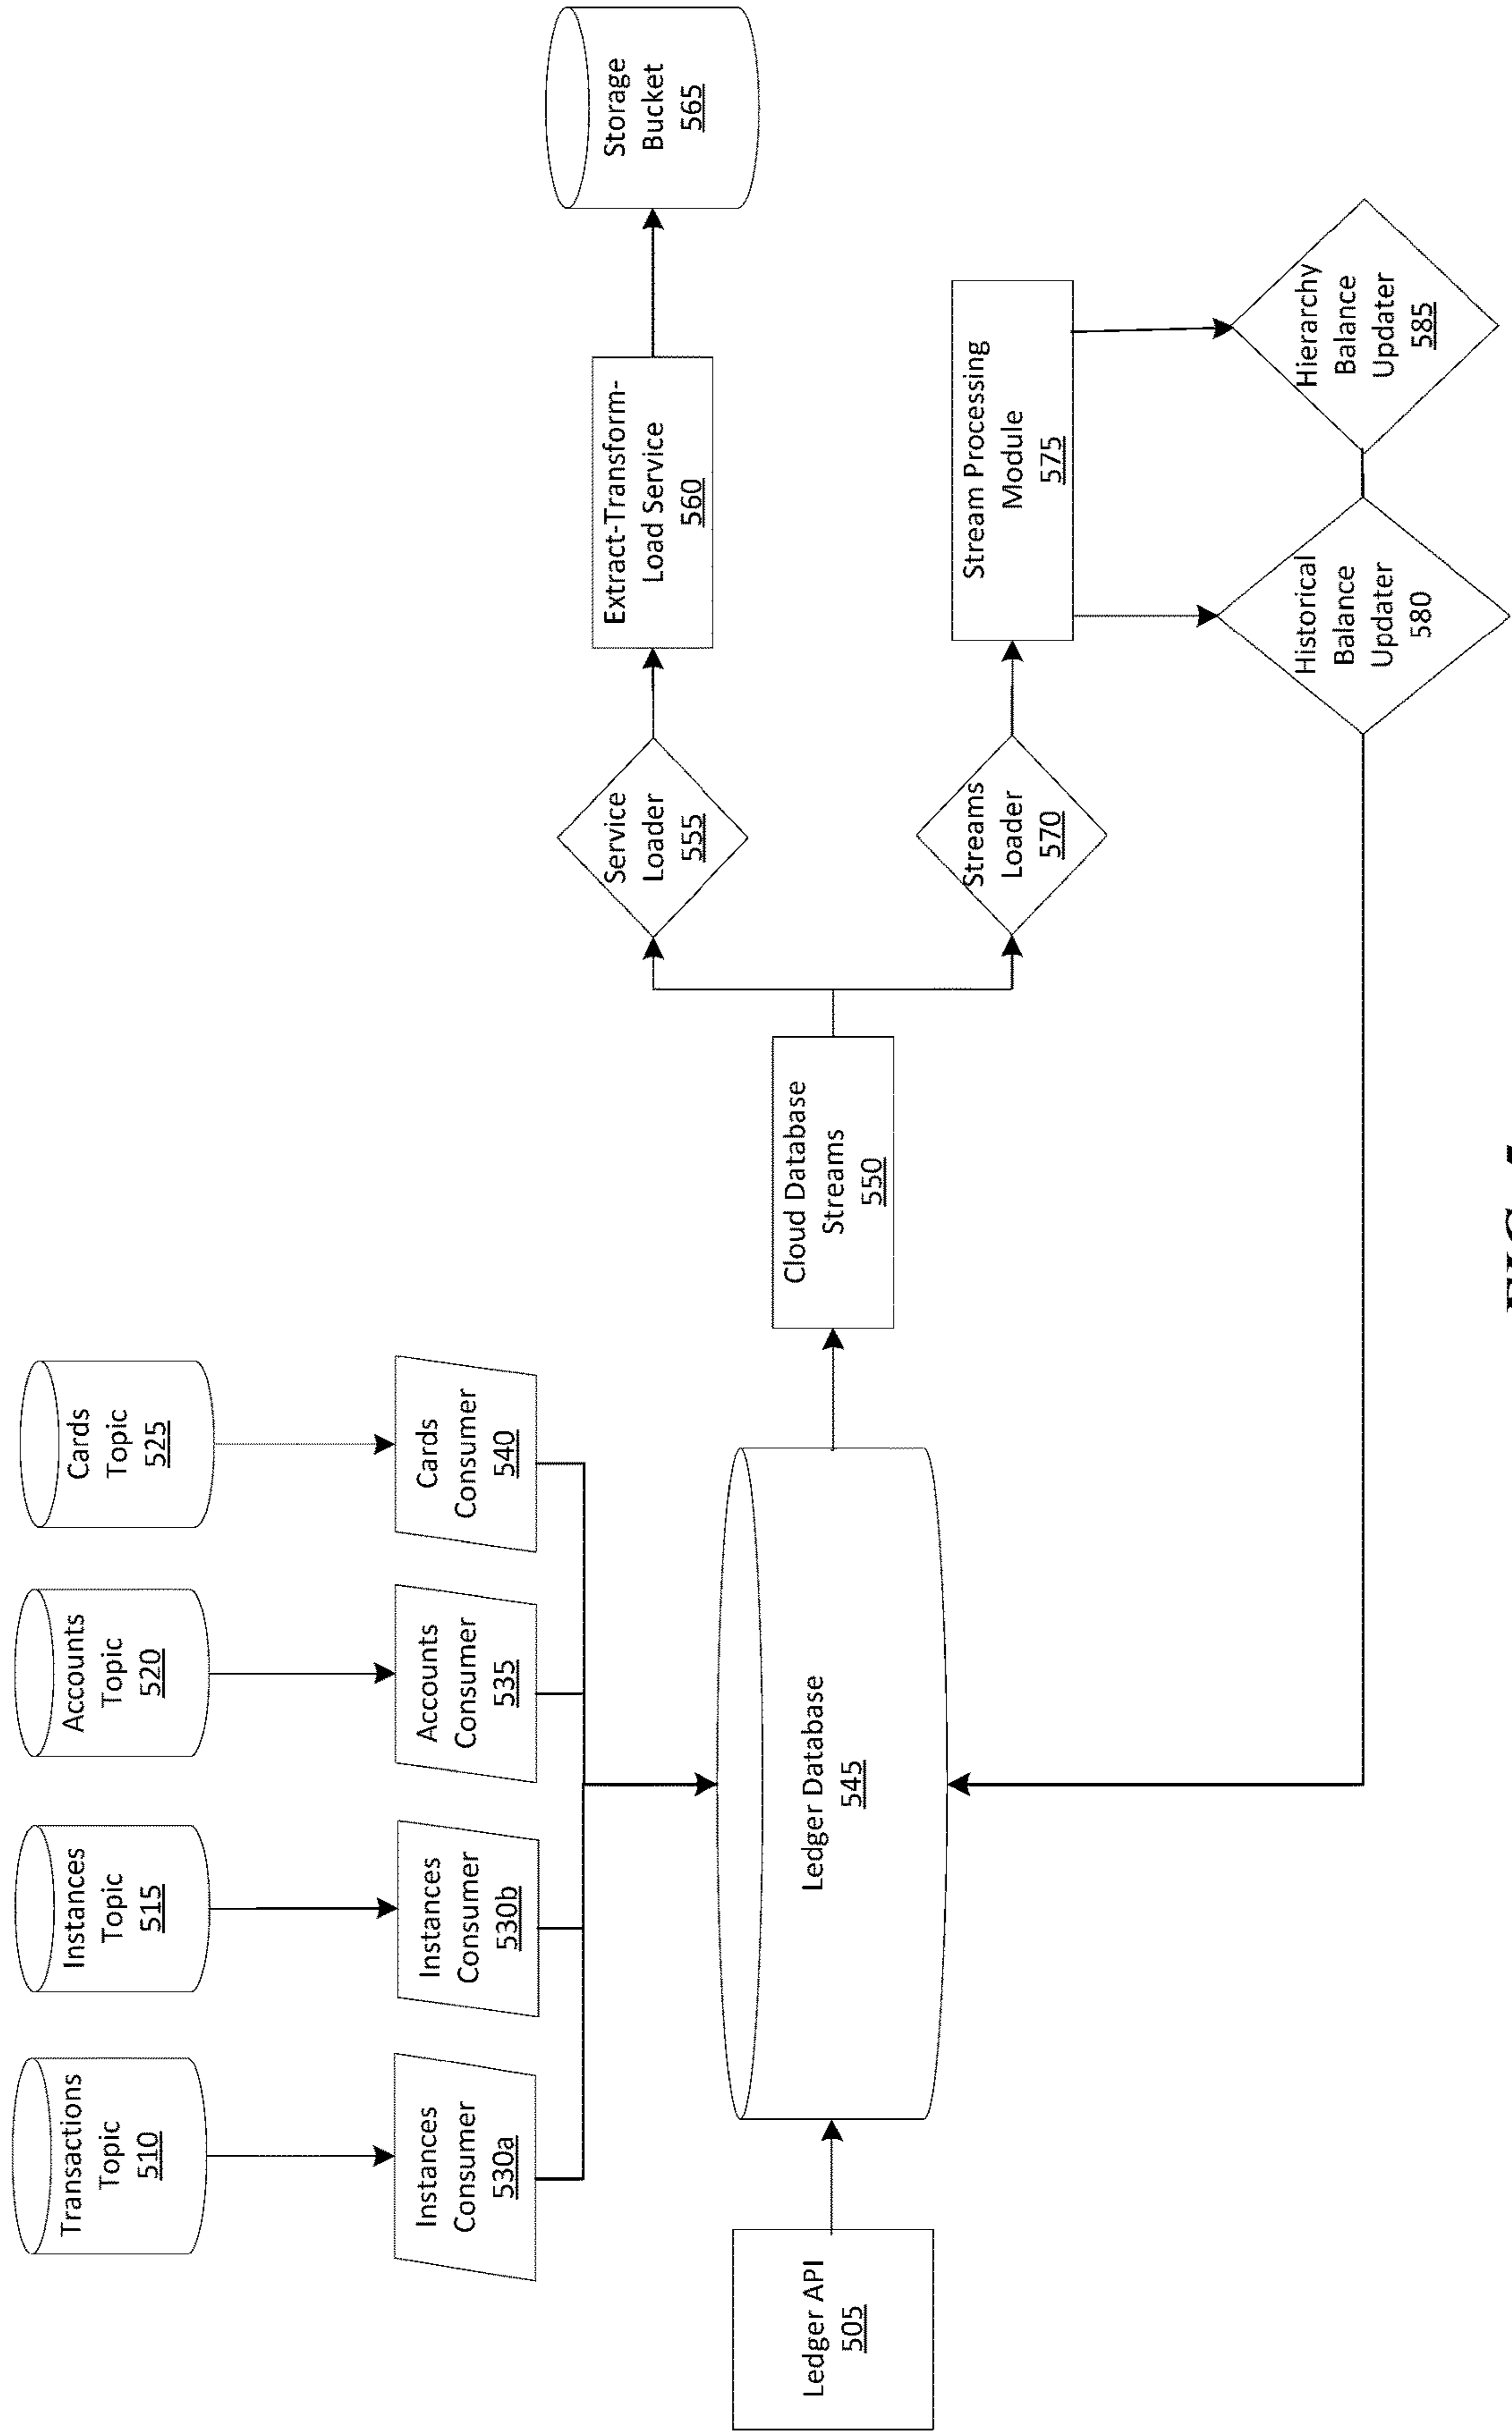 Transactions
Topic
510
Instances
Topic
515
Accounts
Topic
520
Cards
Topic
525
Instances
Consumer
530a
Instances
Consumer
530b
Accounts
Consumer
535
Cards
Consumer
540
Service
Loader
555
Extract-Transform-
Load Service
560
Storage
Bucket
565
Ledger API
505
Ledger Database
545
Cloud Database
Streams
550
Streams
Loader
570
Stream Processing
Module
575
Historical
Balance
Updater
580
Hierarchy
Balance
Updater
585